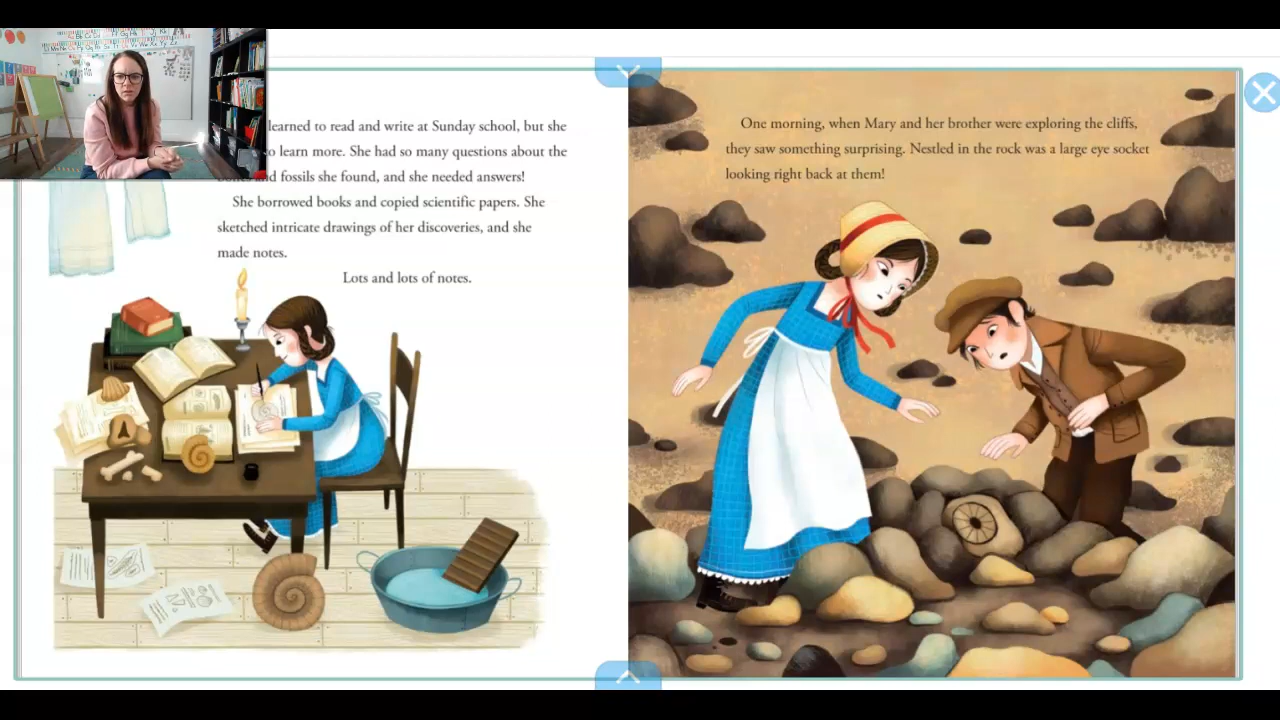 learned to read and write at Sunday school, but she
to learn more. She had so many questions about the
and fossils she found, and she needed answers!
She borrowed books and copied scientific papers. She
sketched intricate drawings of her discoveries, and she
made notes.
Lots and lots of notes.
One morning, when Mary and her brother were exploring the cliffs,
they saw something surprising. Nestled in the rock was a large eye socket
looking right back at them!